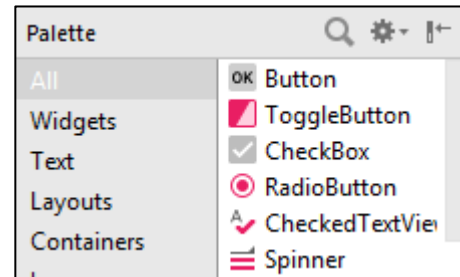 Palette
All
Widgets
Text
Layouts
Containers
OK Button
ToggleButton
CheckBox
RadioButton
CheckedTextVie
Spinner